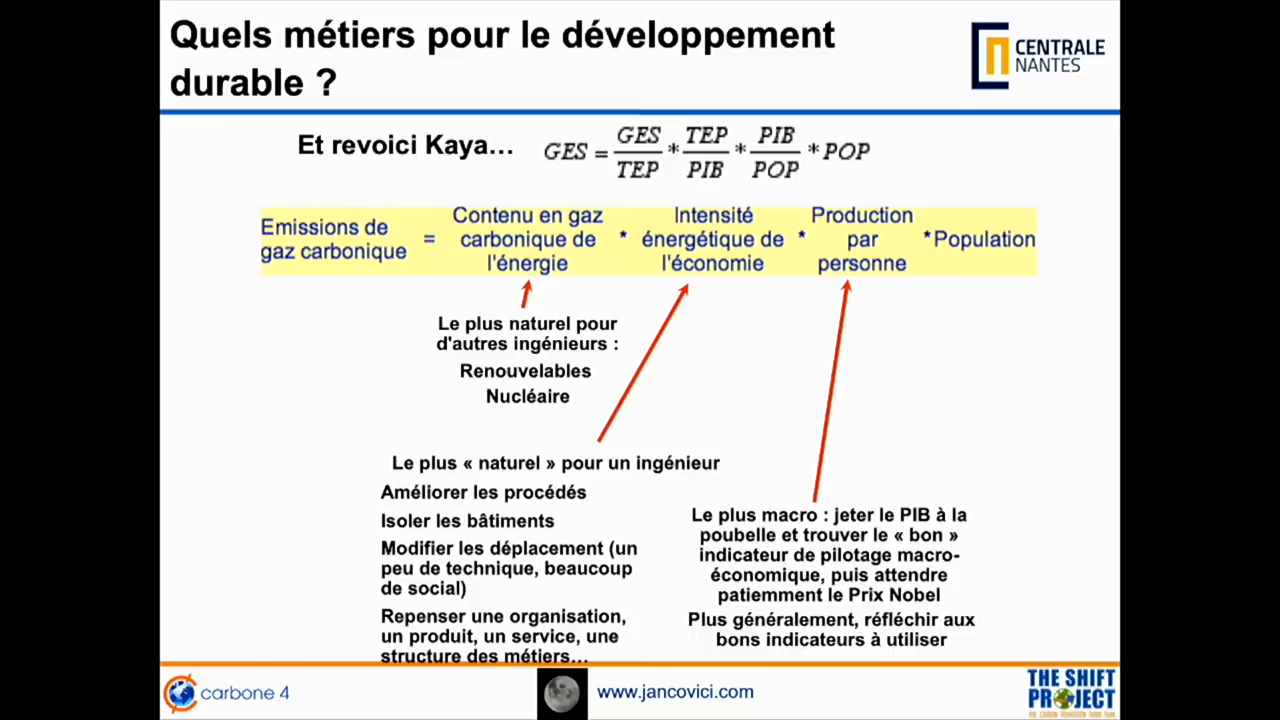 Quels métiers pour le développement
durable ?
CENTRALE
NANTES
Et revoici Kaya…
GES = GES/TEP * TEP/PIB * PIB/POP * POP
Emissions de
gaz carbonique
=
Contenu en gaz
carbonique de
l'énergie
*
Intensité
énergétique de
l'économie
*
Production
par
personne
*
Population
Le plus naturel pour
d'autres ingénieurs :
Renouvelables
Nucléaire
Le plus « naturel » pour un ingénieur
Améliorer les procédés
Isoler les bâtiments
Modifier les déplacement (un
peu de technique, beaucoup
de social)
Repenser une organisation,
un produit, un service, une
structure des métiers…
Le plus macro : jeter le PIB à la
poubelle et trouver le « bon »
indicateur de pilotage macro-
économique, puis attendre
patiemment le Prix Nobel
Plus généralement, réfléchir aux
bons indicateurs à utiliser
carbone 4
www.jancovici.com
THE SHIFT
PROJECT